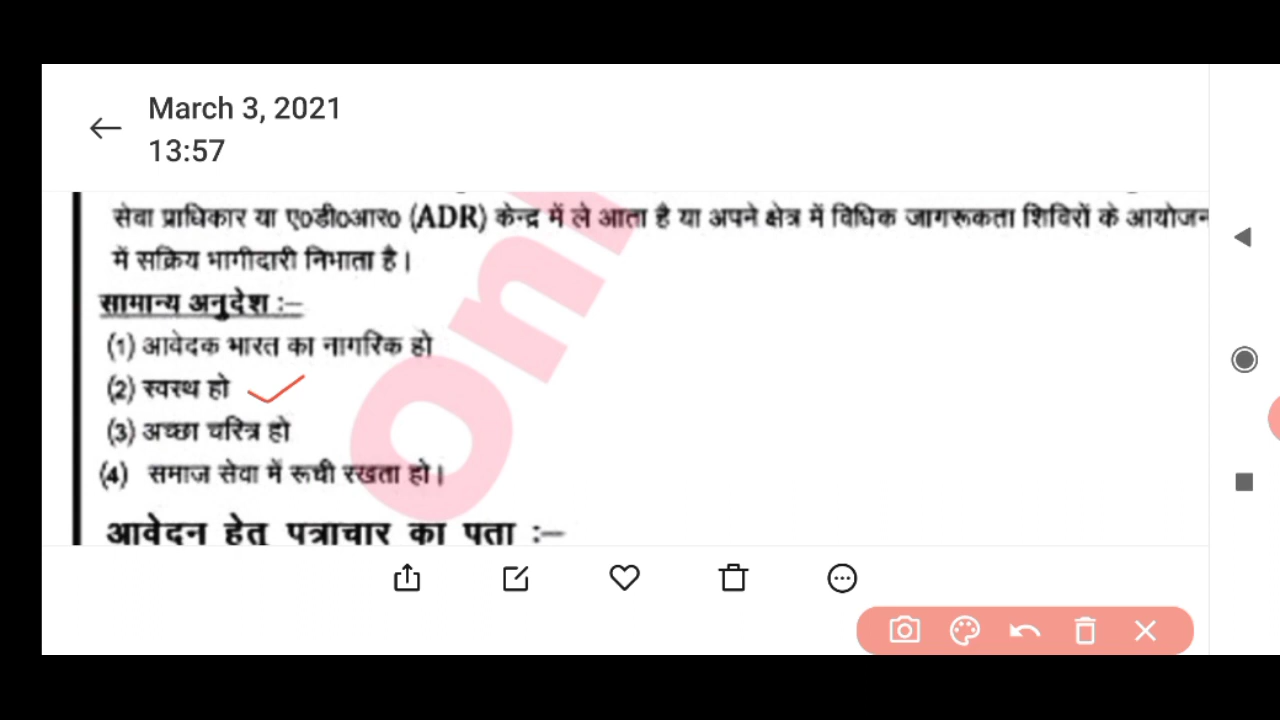 March 3, 2021
13:57
सेवा प्राधिकार या ए०डी०आर० (ADR) केन्द्र में ले आता है या अपने क्षेत्र में विधिक जागरूकता शिविरों के आयोजन
में सक्रिय भागीदारी निभाता है।
सामान्य अनुदेश :–
(1) आवेदक भारत का नागरिक हो
(2) स्वस्थ हो
(3) अच्छा चरित्र हो
(4) समाज सेवा में रूची रखता हो।
आवेदन हेतु पत्राचार का पता :–